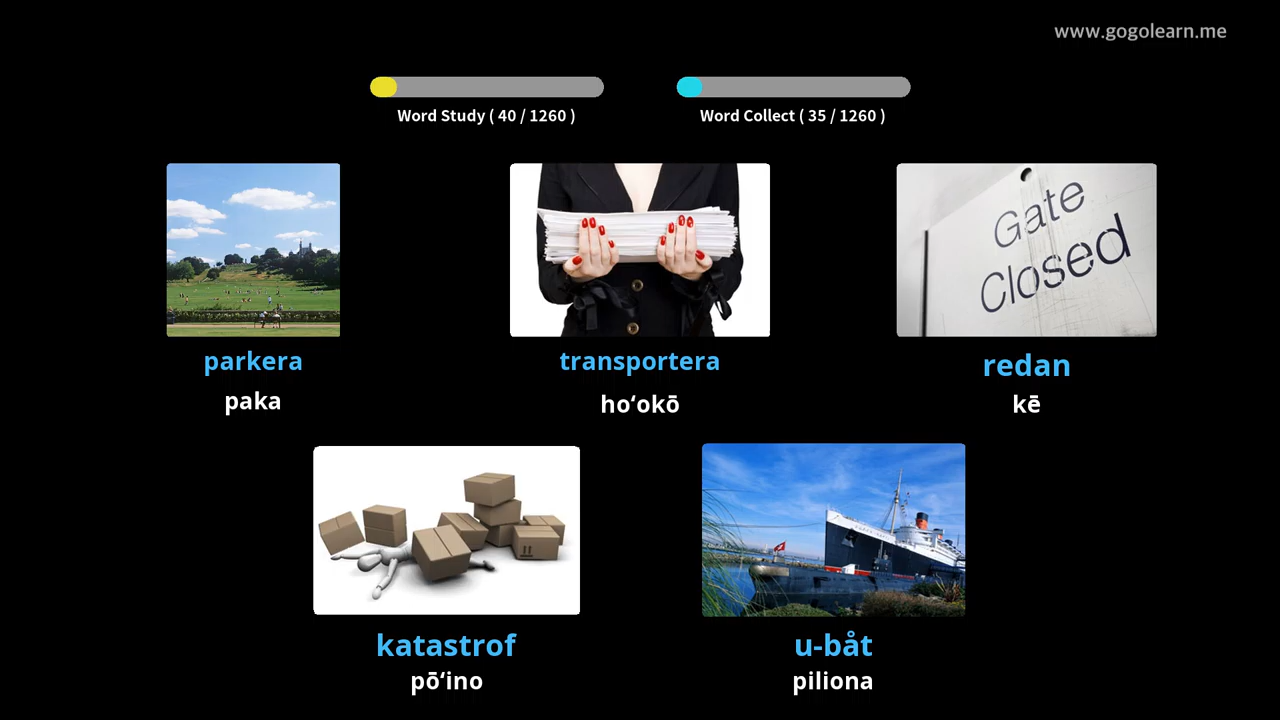 www.gogolearn.me
Word Study ( 40 / 1260 )
Word Collect ( 35 / 1260 )
Gate
Closed
parkera
transportera
redan
paka
hoʻokō
kē
katastrof
u-båt
pōʻino
piliona